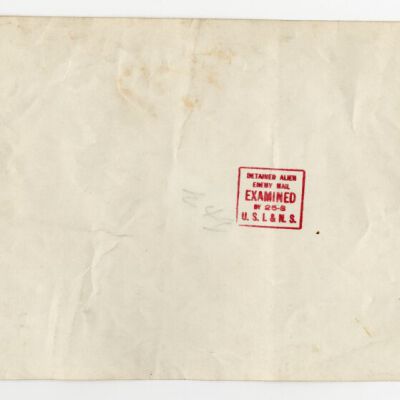 DETAINED ALIEN
ENEMY MAIL
EXAMINED
BY 25-S
U. S. I. & N. S.